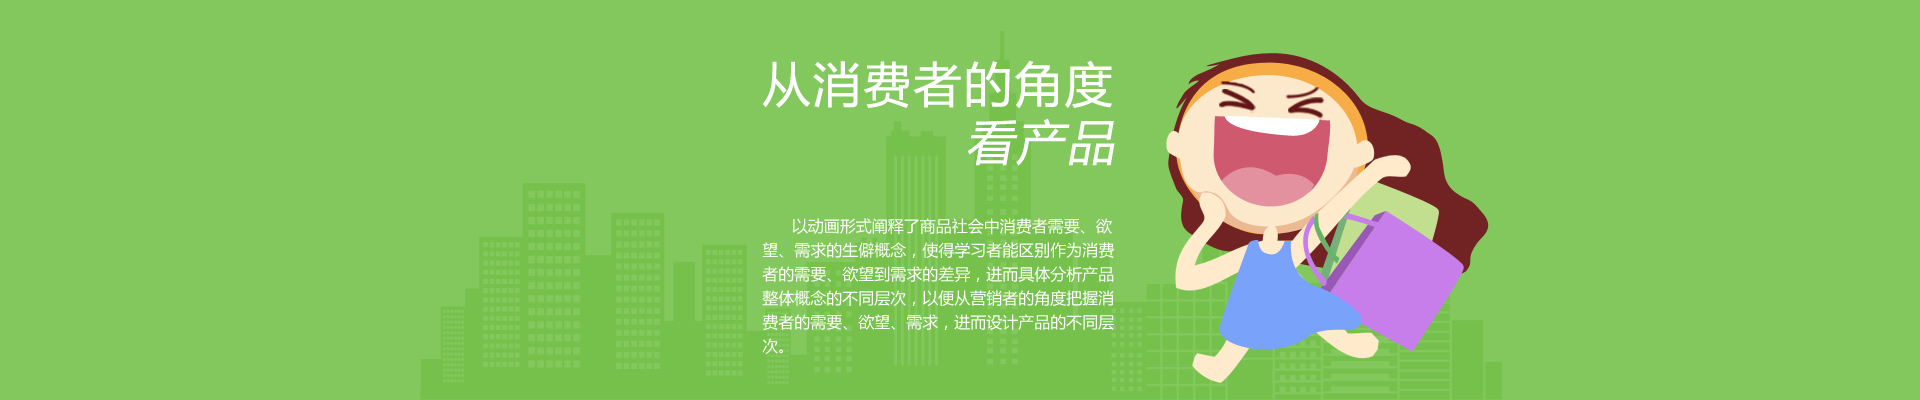 从消费者的角度
看产品
以动画形式阐释了商品社会中消费者需要、欲
望、需求的生僻概念，使得学习者能区别作为消费
者的需要、欲望到需求的差异，进而具体分析产品
整体概念的不同层次，以便从营销者的角度把握消
费者的需要、欲望、需求，进而设计产品的不同层
次。